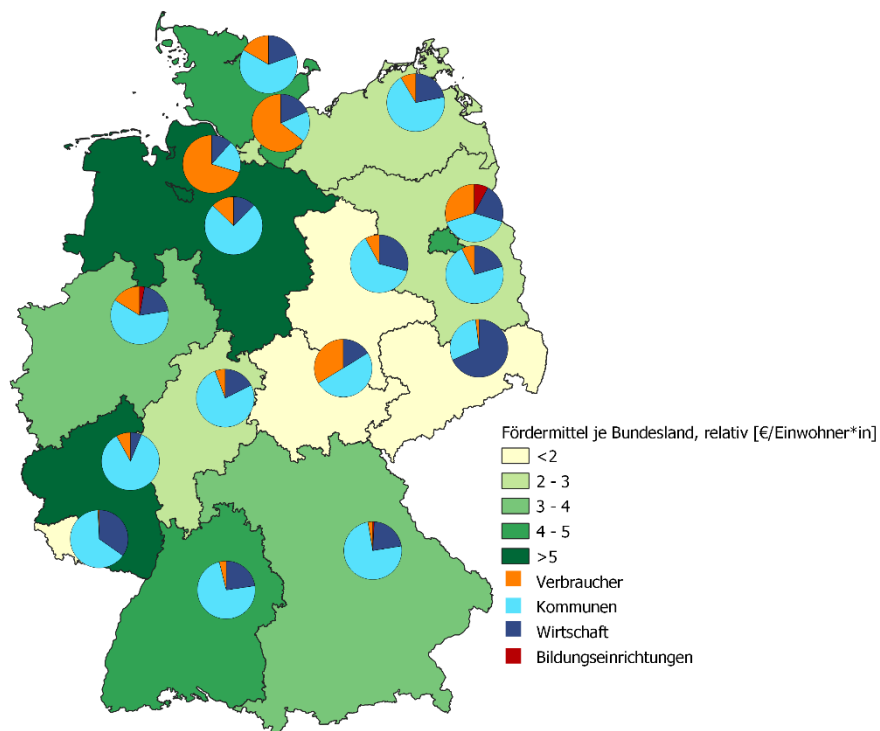 Fördermittel je Bundesland, relativ [€/Einwohner*in]
<2
2 - 3
3 - 4
4 - 5
>5
Verbraucher
Kommunen
Wirtschaft
Bildungseinrichtungen